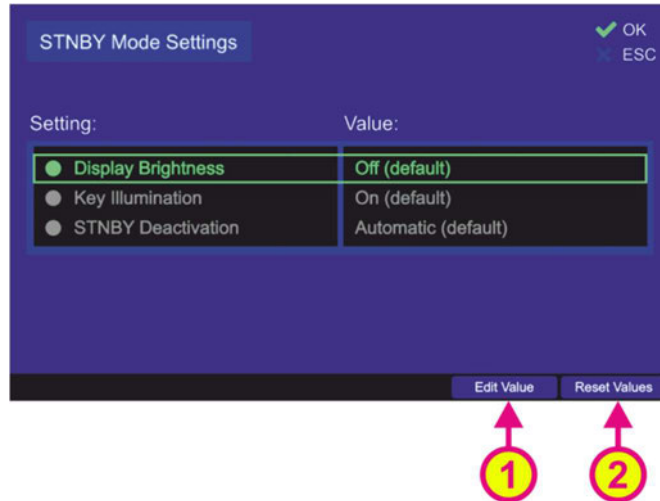 STNBY Mode Settings
OK
ESC
Setting: Value:
Display Brightness Off (default)
Key Illumination On (default)
STNBY Deactivation Automatic (default)
Edit Value Reset Values
1 2